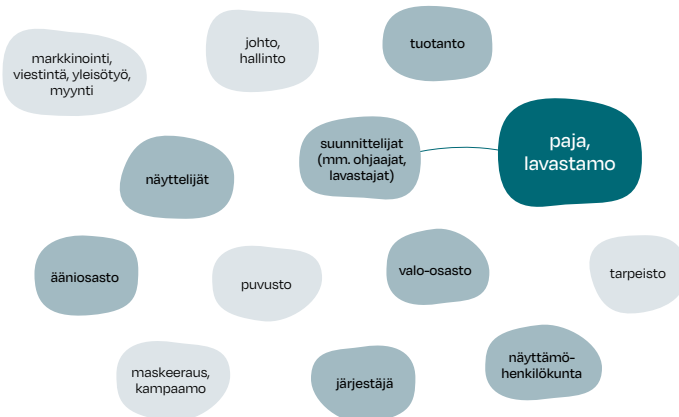 markkinointi,
viestintä, yleisötyö,
myynti
johto,
hallinto
tuotanto
suunnittelijat
(mm. ohjaajat,
lavastajat)
paja,
lavastamo
näyttelijät
ääniosasto
puvusto
valo-osasto
tarpeisto
maskeeraus,
kampaamo
järjestäjä
näyttämö-
henkilökunta